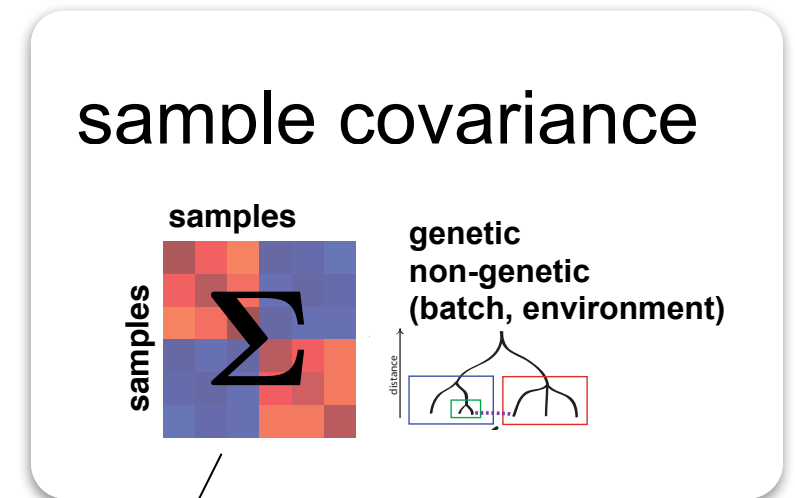 sample covariance
samples
samples
Σ
genetic
non-genetic
(batch, environment)
distance